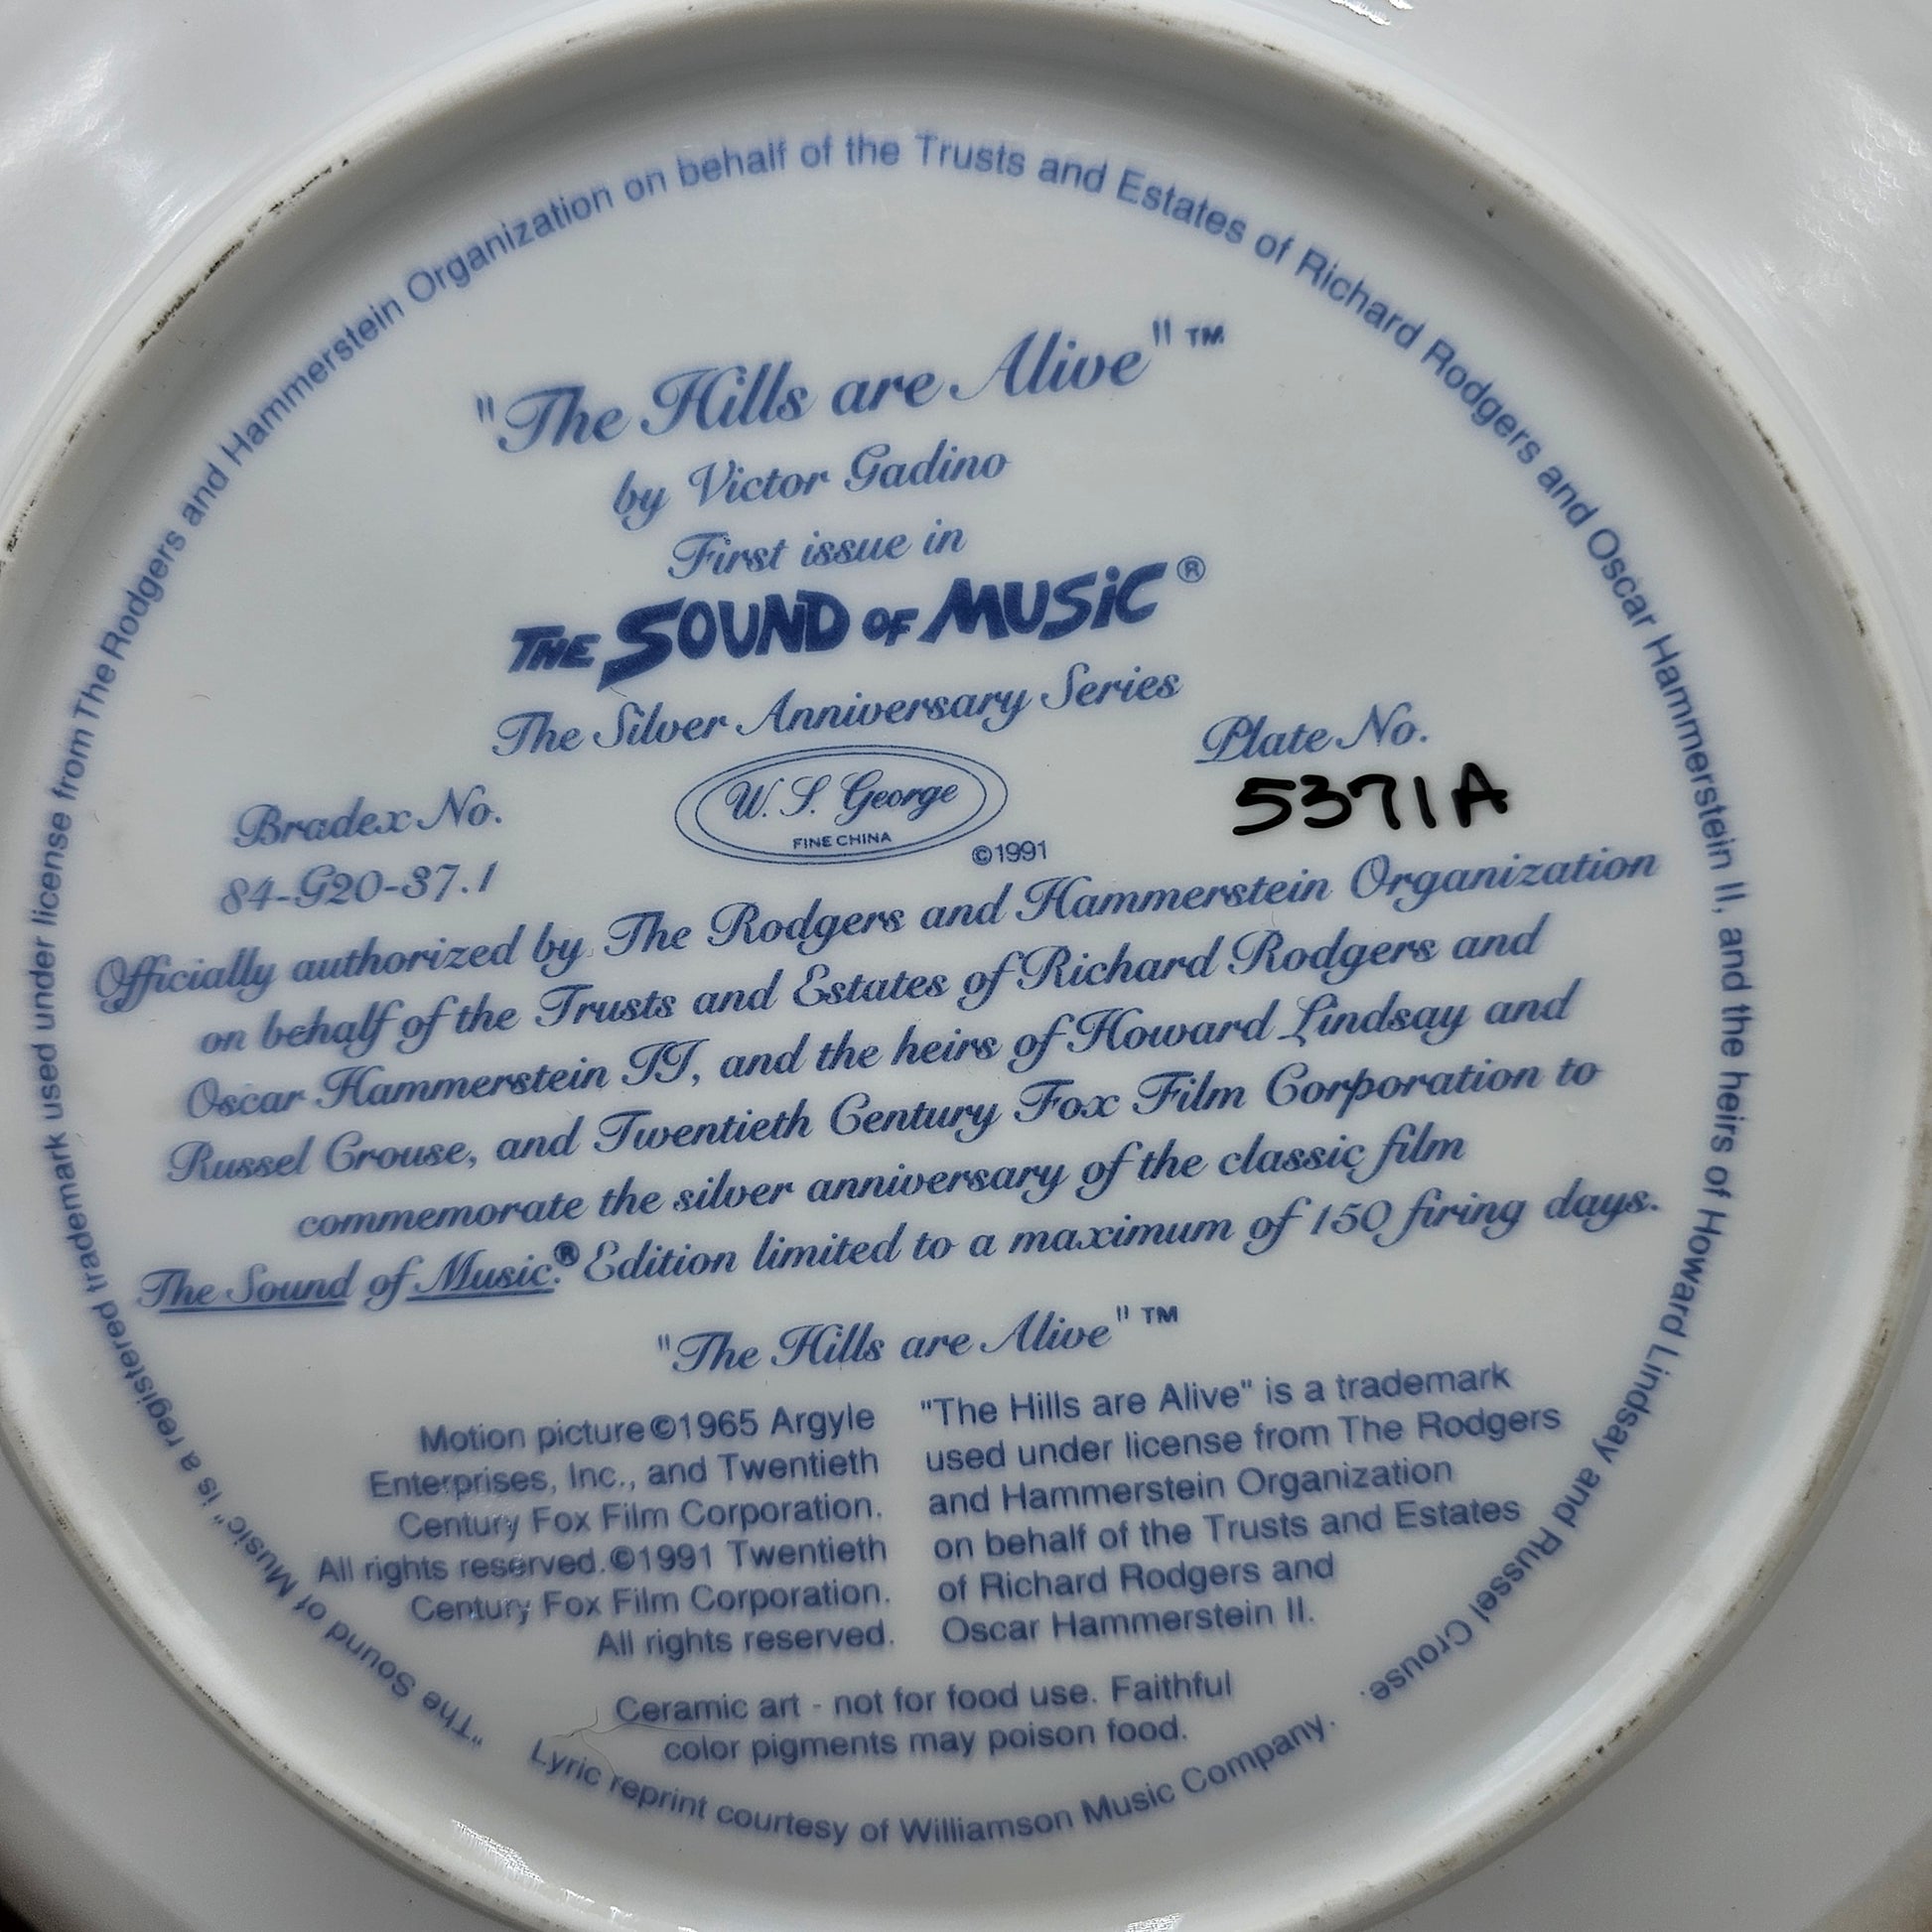 "The Hills are Alive"™
by Victor Gadino
First issue in
THE SOUND OF MUSIC®
The Silver Anniversary Series
Bradex No.
84-G20-37.1
W. S. George
FINE CHINA
©1991
Plate No.
5371A
Officially authorized by The Rodgers and Hammerstein Organization
on behalf of the Trusts and Estates of Richard Rodgers and
Oscar Hammerstein II, and the heirs of Howard Lindsay and
Russel Crouse, and Twentieth Century Fox Film Corporation to
commemorate the silver anniversary of the classic film
The Sound of Music.® Edition limited to a maximum of 150 firing days.
"The Hills are Alive"™
Motion picture ©1965 Argyle
Enterprises, Inc., and Twentieth
Century Fox Film Corporation.
All rights reserved. ©1991 Twentieth
Century Fox Film Corporation.
All rights reserved.
"The Hills are Alive" is a trademark
used under license from The Rodgers
and Hammerstein Organization
on behalf of the Trusts and Estates
of Richard Rodgers and
Oscar Hammerstein II.
Ceramic art - not for food use. Faithful
color pigments may poison food.
"The Sound of Music" is a registered trademark used under license from The Rodgers and Hammerstein Organization on behalf of the Trusts and Estates of Richard Rodgers and Oscar Hammerstein II, and the heirs of Howard Lindsay and Russel Crouse.
Lyric reprint courtesy of Williamson Music Company.